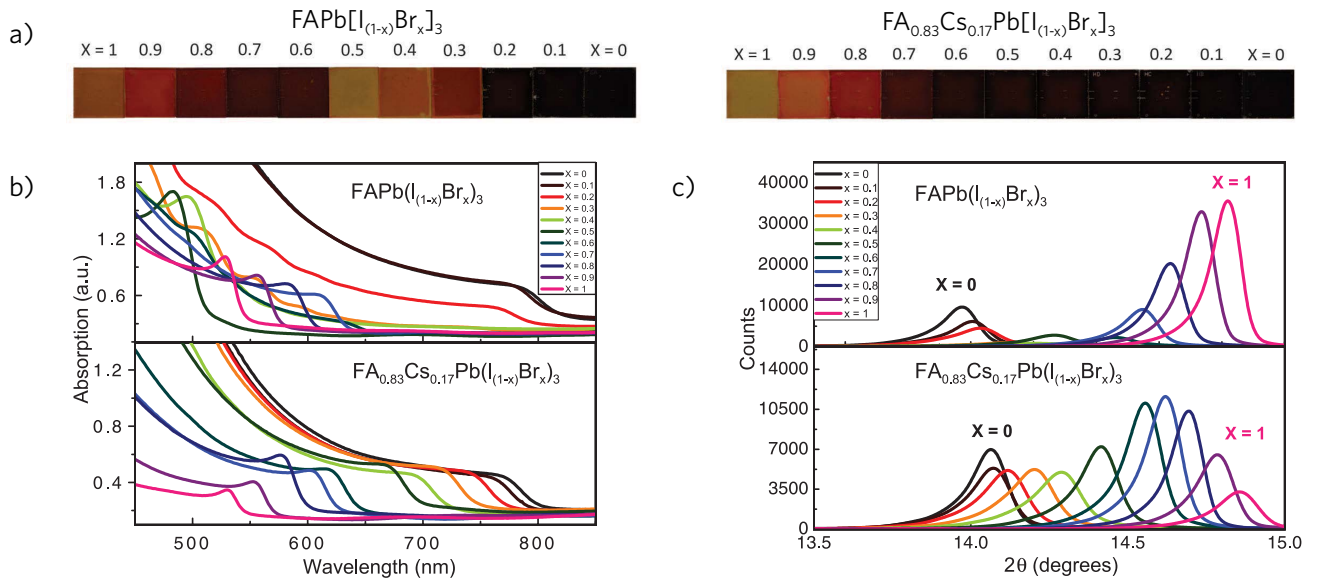 a)
FAPb[I(1-x)Brx]3
X = 1 0.9 0.8 0.7 0.6 0.5 0.4 0.3 0.2 0.1 X = 0
FA0.83Cs0.17Pb[I(1-x)Brx]3
X = 1 0.9 0.8 0.7 0.6 0.5 0.4 0.3 0.2 0.1 X = 0
b)
FAPb(I(1-x)Brx)3
X = 0
X = 0.1
X = 0.2
X = 0.3
X = 0.4
X = 0.5
X = 0.6
X = 0.7
X = 0.8
X = 0.9
X = 1
1.8
1.2
0.6
Absorption (a.u.)
FA0.83Cs0.17Pb(I(1-x)Brx)3
1.2
0.8
0.4
500 600 700 800
Wavelength (nm)
c)
x = 0
x = 0.1
x = 0.2
x = 0.3
x = 0.4
x = 0.5
x = 0.6
x = 0.7
x = 0.8
x = 0.9
x = 1
FAPb(I(1-x)Brx)3
X = 1
X = 0
40000
30000
20000
10000
0
Counts
FA0.83Cs0.17Pb(I(1-x)Brx)3
X = 0
X = 1
14000
10500
7000
3500
0
13.5 14.0 14.5 15.0
2θ (degrees)